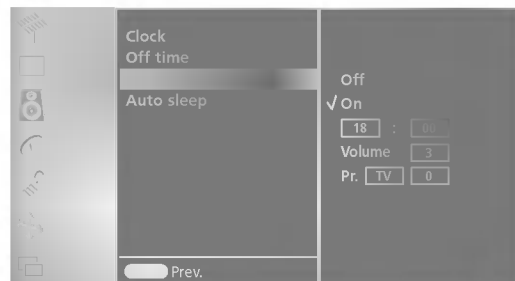 Clock
Off time
Auto sleep
Off
✓ On
18 : 00
Volume 3
Pr. TV 0
Prev.